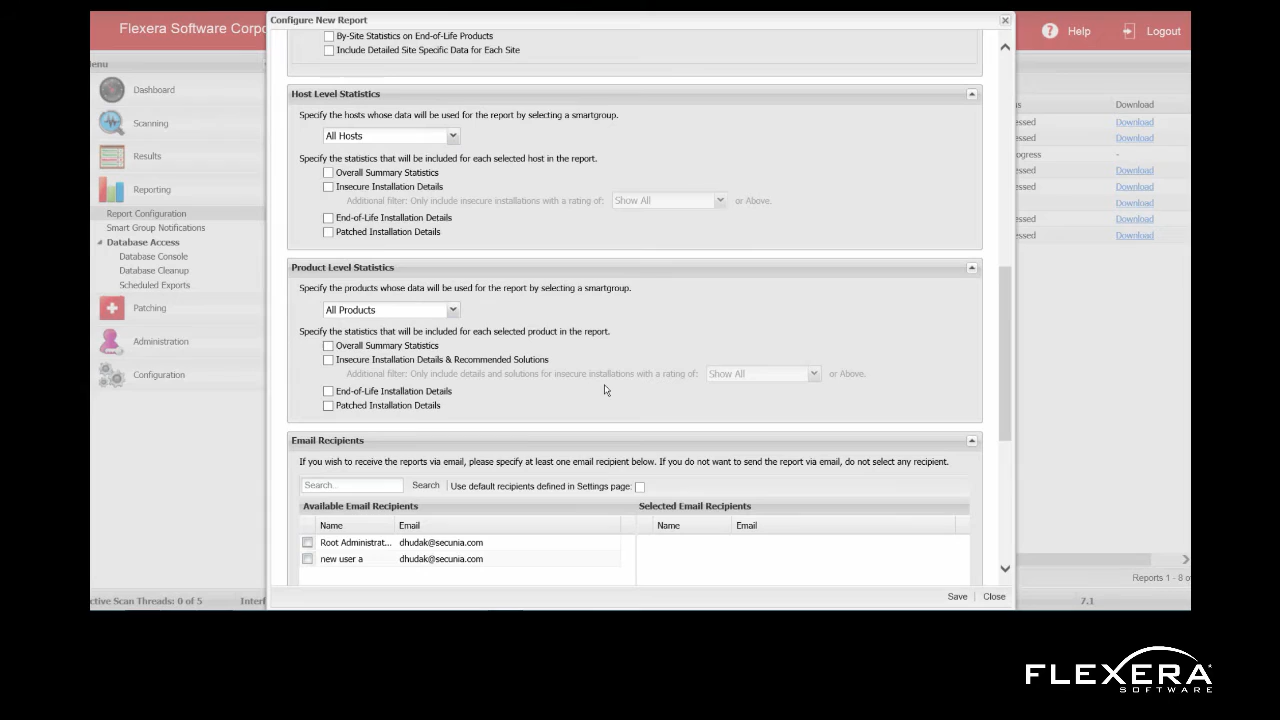 Configure New Report
Flexera Software Corpo
Help
Logout
enu
Dashboard
Scanning
Results
Reporting
Report Configuration
Smart Group Notifications
Database Access
Database Console
Database Cleanup
Scheduled Exports
Patching
Administration
Configuration
By-Site Statistics on End-of-Life Products
Include Detailed Site Specific Data for Each Site
Host Level Statistics
Specify the hosts whose data will be used for the report by selecting a smartgroup.
All Hosts
Specify the statistics that will be included for each selected host in the report.
Overall Summary Statistics
Insecure Installation Details
Additional filter: Only include insecure installations with a rating of: Show All or Above.
End-of-Life Installation Details
Patched Installation Details
Product Level Statistics
Specify the products whose data will be used for the report by selecting a smartgroup.
All Products
Specify the statistics that will be included for each selected product in the report.
Overall Summary Statistics
Insecure Installation Details & Recommended Solutions
Additional filter: Only include details and solutions for insecure installations with a rating of: Show All or Above.
End-of-Life Installation Details
Patched Installation Details
Email Recipients
If you wish to receive the reports via email, please specify at least one email recipient below. If you do not want to send the report via email, do not select any recipient.
Search... Search Use default recipients defined in Settings page:
Available Email Recipients Selected Email Recipients
Name Email Name Email
Root Administrat... dhudak@secunia.com
new user a dhudak@secunia.com
Save Close
us Download
essed Download
essed Download
ogress -
essed Download
essed Download
Download
essed Download
essed Download
Reports 1 - 8 o
ctive Scan Threads: 0 of 5 Interf 7.1
FLEXERA
SOFTWARE